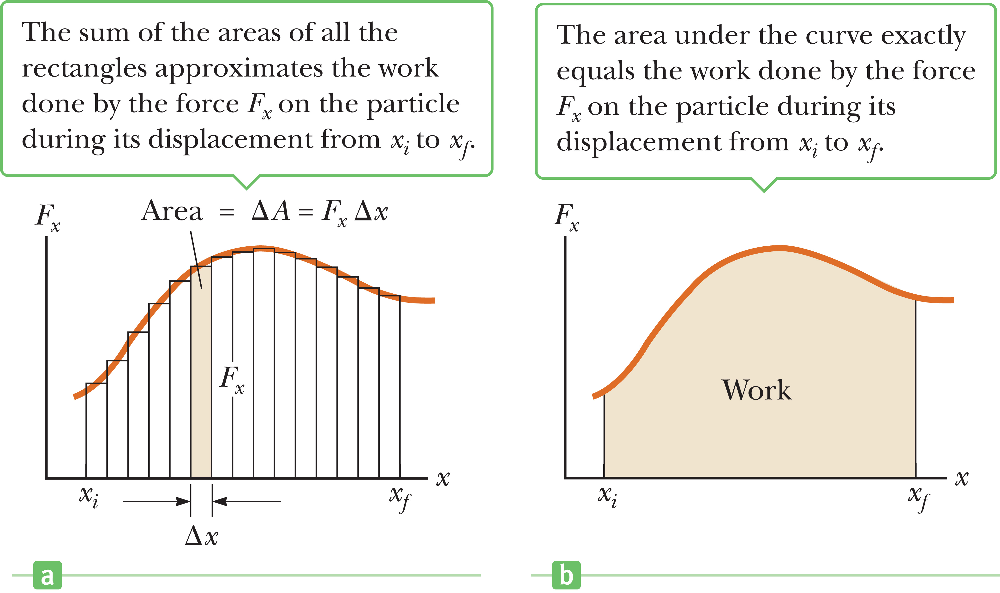 The sum of the areas of all the
rectangles approximates the work
done by the force Fx on the particle
during its displacement from xi to xf.
Area = ΔA = Fx Δx
Fx
Fx
x
xi
xf
Δx
a
The area under the curve exactly
equals the work done by the force
Fx on the particle during its
displacement from xi to xf.
Fx
Work
x
xi
xf
b